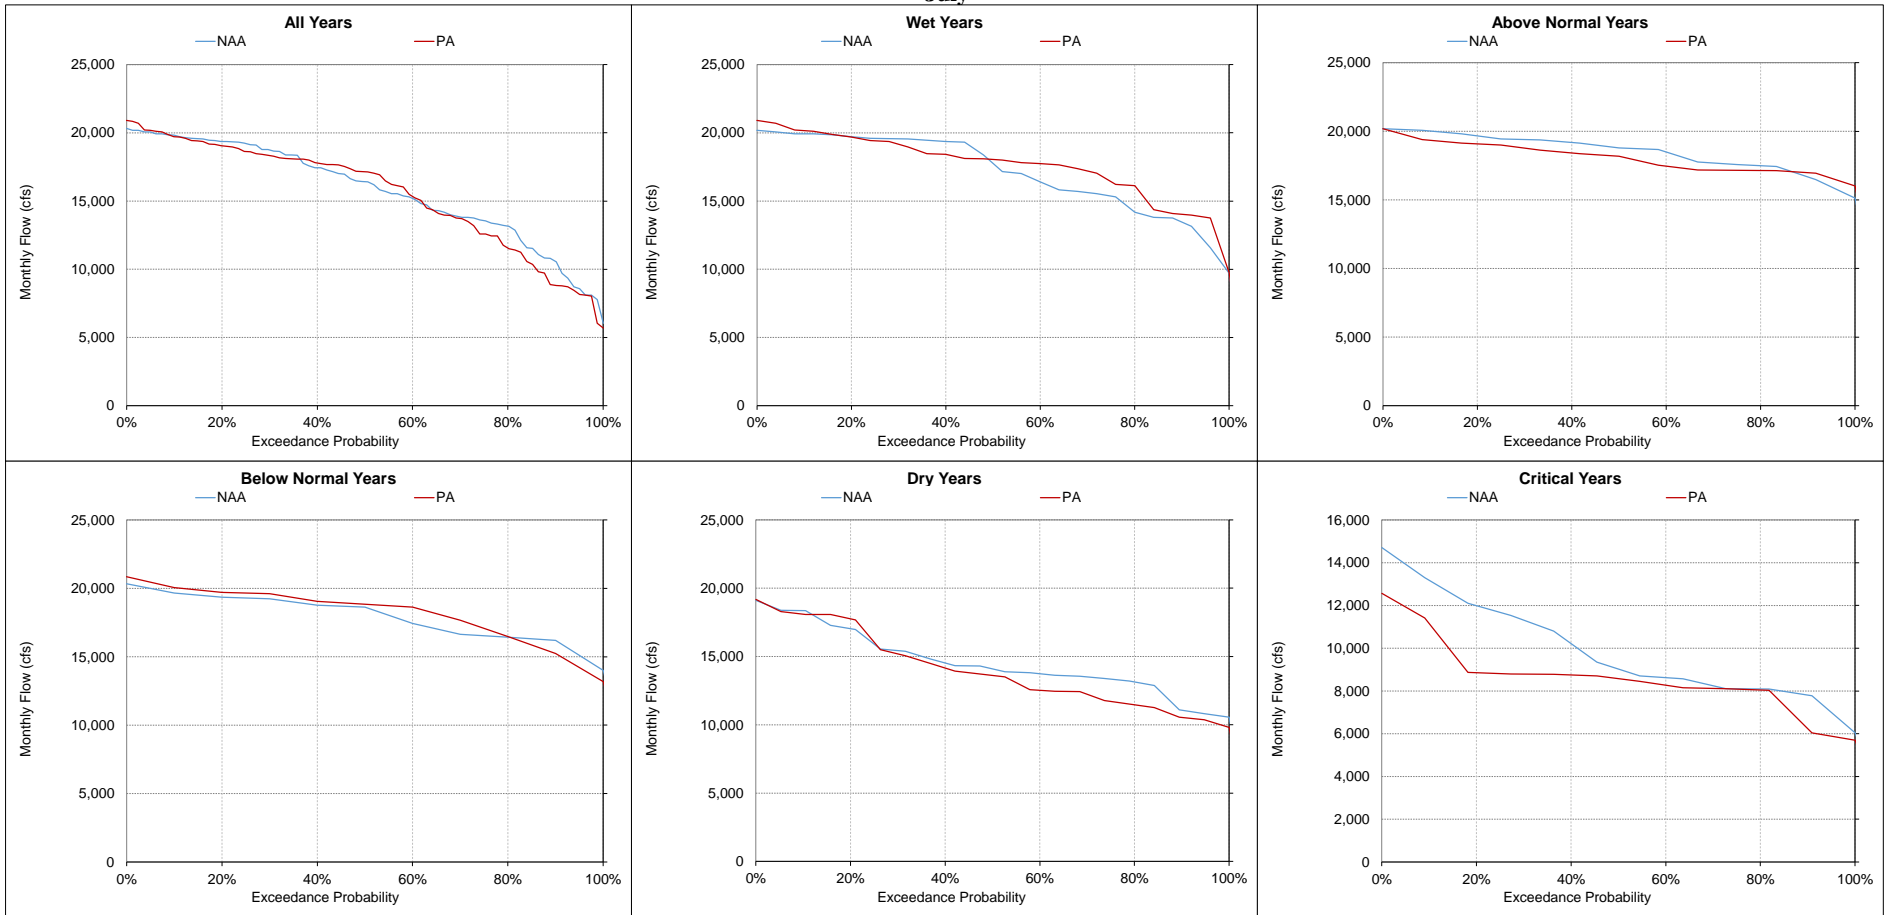 July
All Years
NAA PA
25,000
20,000
15,000
10,000
5,000
0
Monthly Flow (cfs)
0% 20% 40% 60% 80% 100%
Exceedance Probability
Wet Years
NAA PA
25,000
20,000
15,000
10,000
5,000
0
Monthly Flow (cfs)
0% 20% 40% 60% 80% 100%
Exceedance Probability
Above Normal Years
NAA PA
25,000
20,000
15,000
10,000
5,000
0
Monthly Flow (cfs)
0% 20% 40% 60% 80% 100%
Exceedance Probability
Below Normal Years
NAA PA
25,000
20,000
15,000
10,000
5,000
0
Monthly Flow (cfs)
0% 20% 40% 60% 80% 100%
Exceedance Probability
Dry Years
NAA PA
25,000
20,000
15,000
10,000
5,000
0
Monthly Flow (cfs)
0% 20% 40% 60% 80% 100%
Exceedance Probability
Critical Years
NAA PA
16,000
14,000
12,000
10,000
8,000
6,000
4,000
2,000
0
Monthly Flow (cfs)
0% 20% 40% 60% 80% 100%
Exceedance Probability